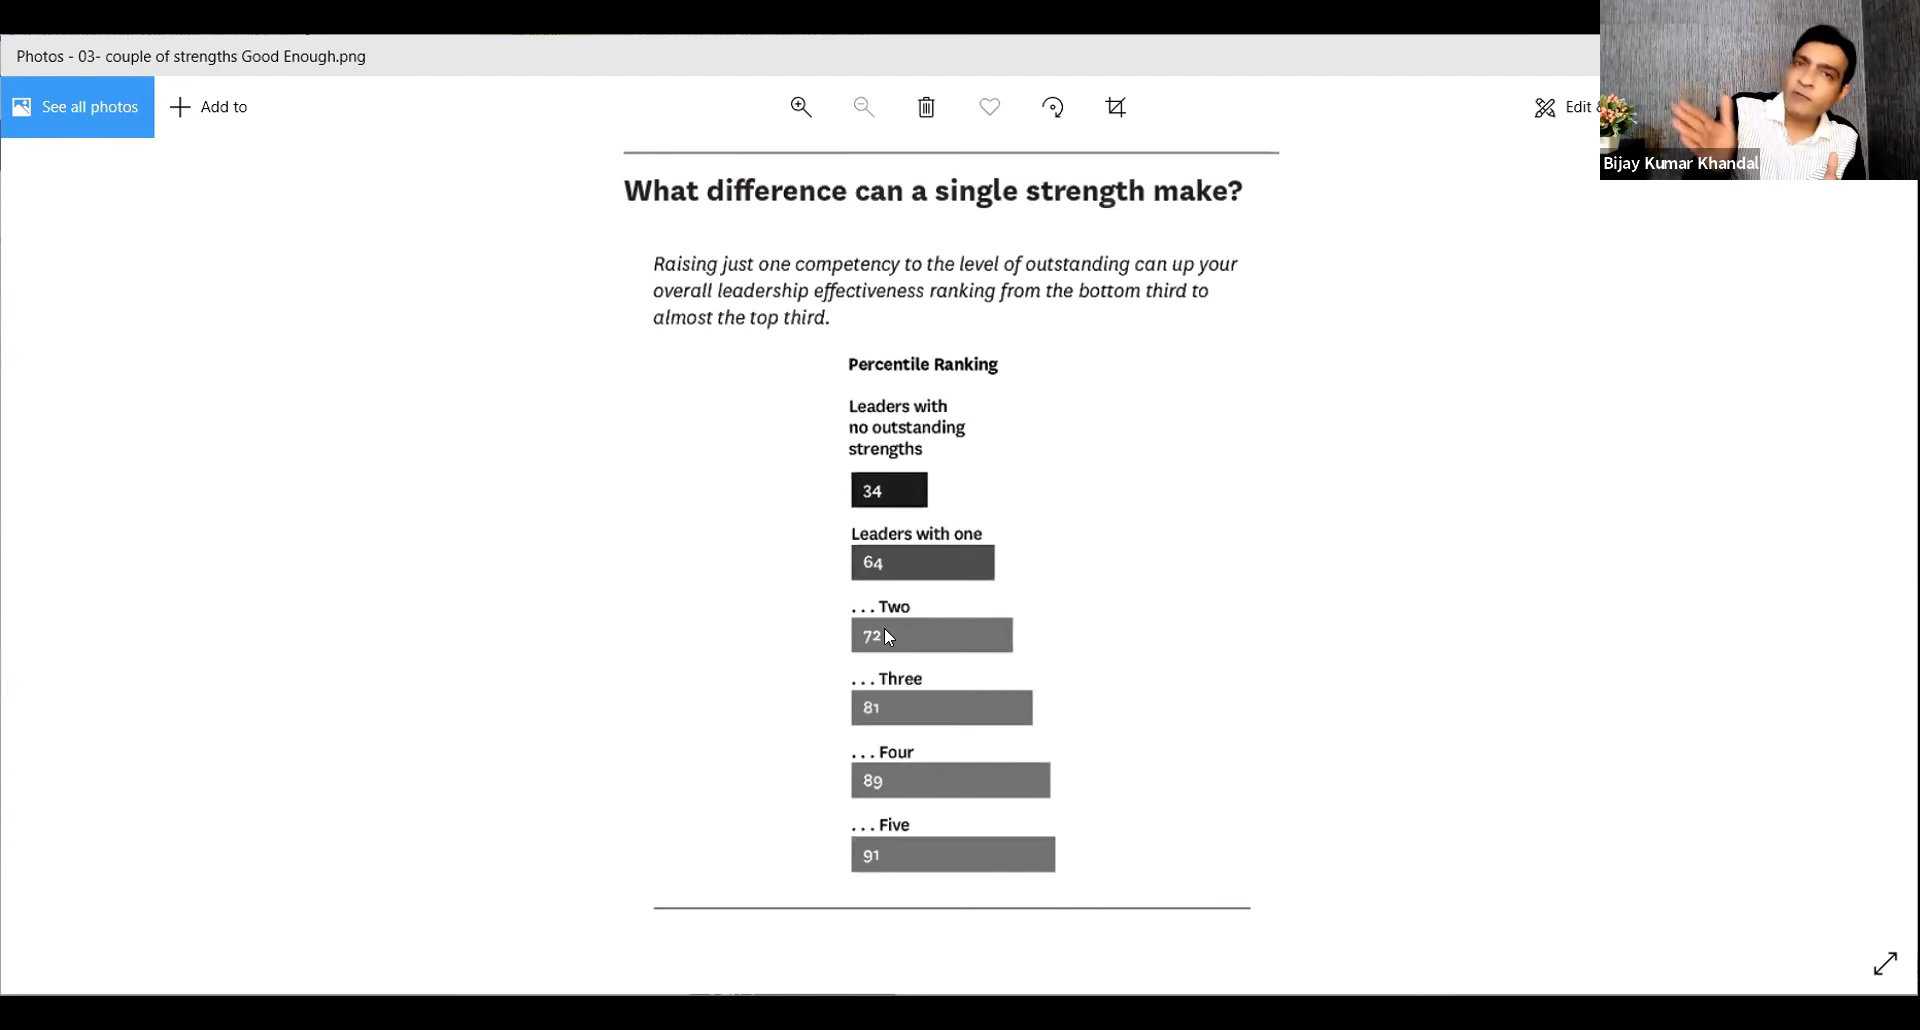 Photos - 03- couple of strengths Good Enough.png
See all photos
Add to
Edit &
Bijay Kumar Khandal
What difference can a single strength make?
Raising just one competency to the level of outstanding can up your
overall leadership effectiveness ranking from the bottom third to
almost the top third.
Percentile Ranking
Leaders with
no outstanding
strengths
34
Leaders with one
64
. . . Two
72
. . . Three
81
. . . Four
89
. . . Five
91